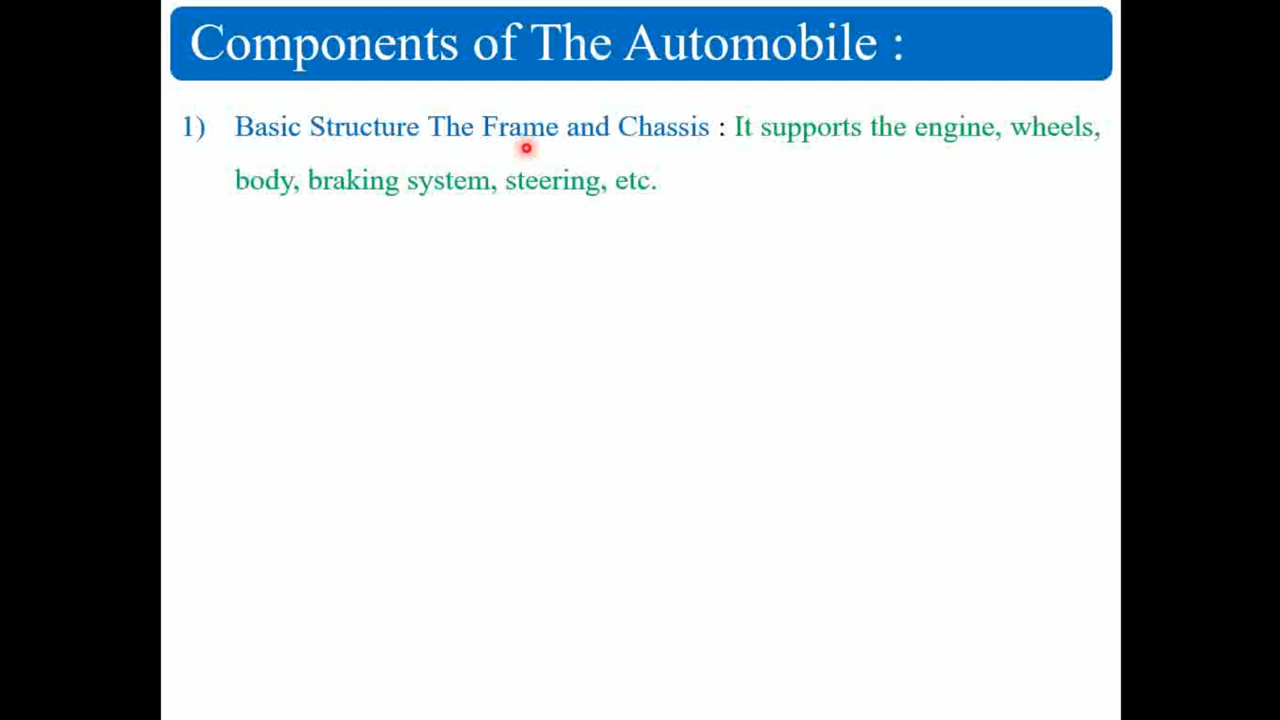 Components of The Automobile :
1) Basic Structure The Frame and Chassis : It supports the engine, wheels,
body, braking system, steering, etc.